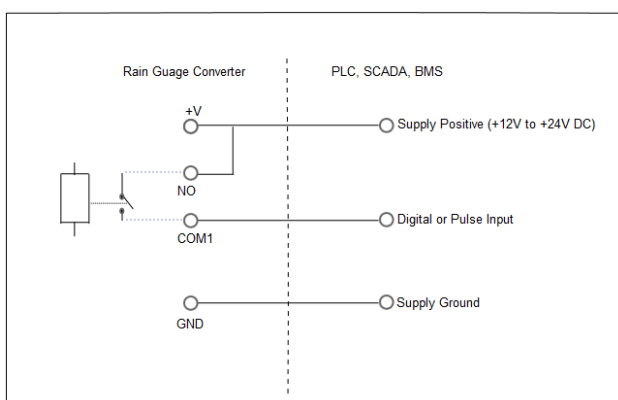 Rain Guage Converter
PLC, SCADA, BMS
+V
Supply Positive (+12V to +24V DC)
NO
Digital or Pulse Input
COM1
Supply Ground
GND